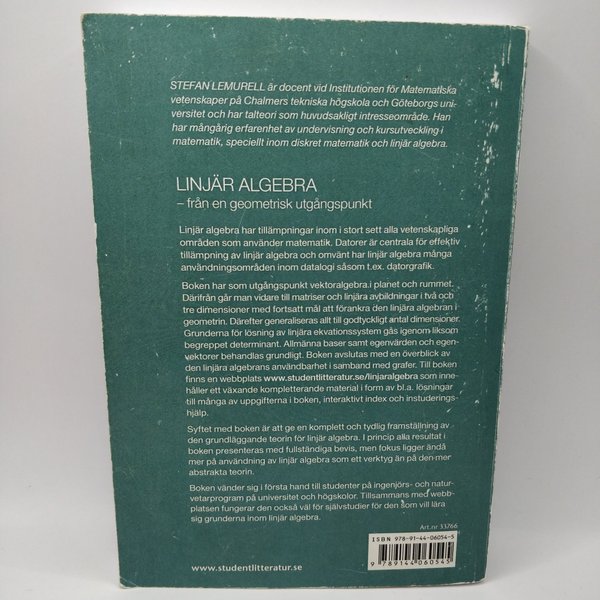 STEFAN LEMURELL är docent vid Institutionen för Matematiska
vetenskaper på Chalmers tekniska högskola och Göteborgs uni-
versitet och har talteori som huvudsakligt intresseområde. Han
har mångårig erfarenhet av undervisning och kursutveckling i
matematik, speciellt inom diskret matematik och linjär algebra.
LINJÄR ALGEBRA
– från en geometrisk utgångspunkt
Linjär algebra har tillämpningar inom i stort sett alla vetenskapliga
områden som använder matematik. Datorer är centrala för effektiv
tillämpning av linjär algebra och omvänt har linjär algebra många
användningsområden inom datalogi såsom t.ex. datorgrafik.
Boken har som utgångspunkt vektoralgebra i planet och rummet.
Därifrån går man vidare till matriser och linjära avbildningar i två och
tre dimensioner med fortsatt mål att förankra den linjära algebran i
geometrin. Därefter generaliseras allt till godtyckligt antal dimensioner.
Grunderna för lösning av linjära ekvationssystem gås igenom liksom
begreppet determinant. Allmänna baser samt egenvärden och egen-
vektorer behandlas grundligt. Boken avslutas med en överblick av
den linjära algebrans användbarhet i samband med grafer. Till boken
finns en webbplats www.studentlitteratur.se/linjaralgebra som inne-
håller ett växande kompletterande material i form av bl.a. lösningar
till många av uppgifterna i boken, interaktivt index och instuderings-
hjälp.
Syftet med boken är att ge en komplett och tydlig framställning av
den grundläggande teorin för linjär algebra. I princip alla resultat i
boken presenteras med fullständiga bevis, men fokus ligger ändå
mer på användning av linjär algebra som ett verktyg än på den mer
abstrakta teorin.
Boken vänder sig i första hand till studenter på ingenjörs- och natur-
vetarprogram på universitet och högskolor. Tillsammans med webb-
platsen fungerar den också väl för självstudier för den som vill lära
sig grunderna inom linjär algebra.
Art.nr 33766
ISBN 978-91-44-06054-5
9 789144 060545
www.studentlitteratur.se